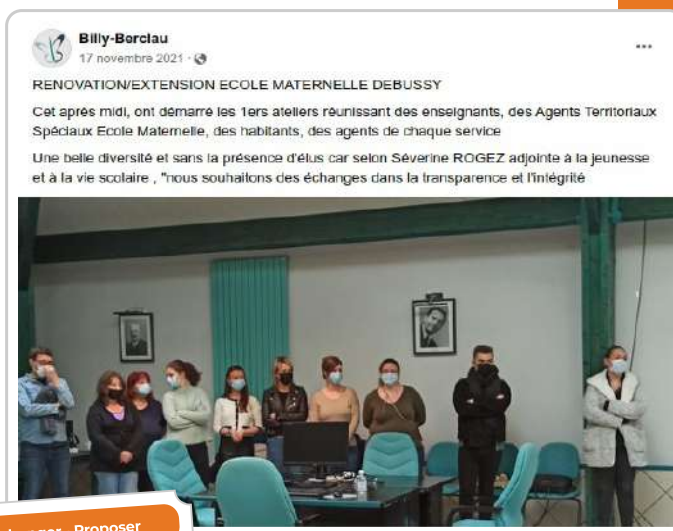 Billy-Berclau
17 novembre 2021 ·
RENOVATION/EXTENSION ECOLE MATERNELLE DEBUSSY
Cet après midi, ont démarré les 1ers ateliers réunissant des enseignants, des Agents Territoriaux
Spéciaux Ecole Maternelle, des habitants, des agents de chaque service
Une belle diversité et sans la présence d'élus car selon Séverine ROGEZ adjointe à la jeunesse
et à la vie scolaire , "nous souhaitons des échanges dans la transparence et l'intégrité
Proposer